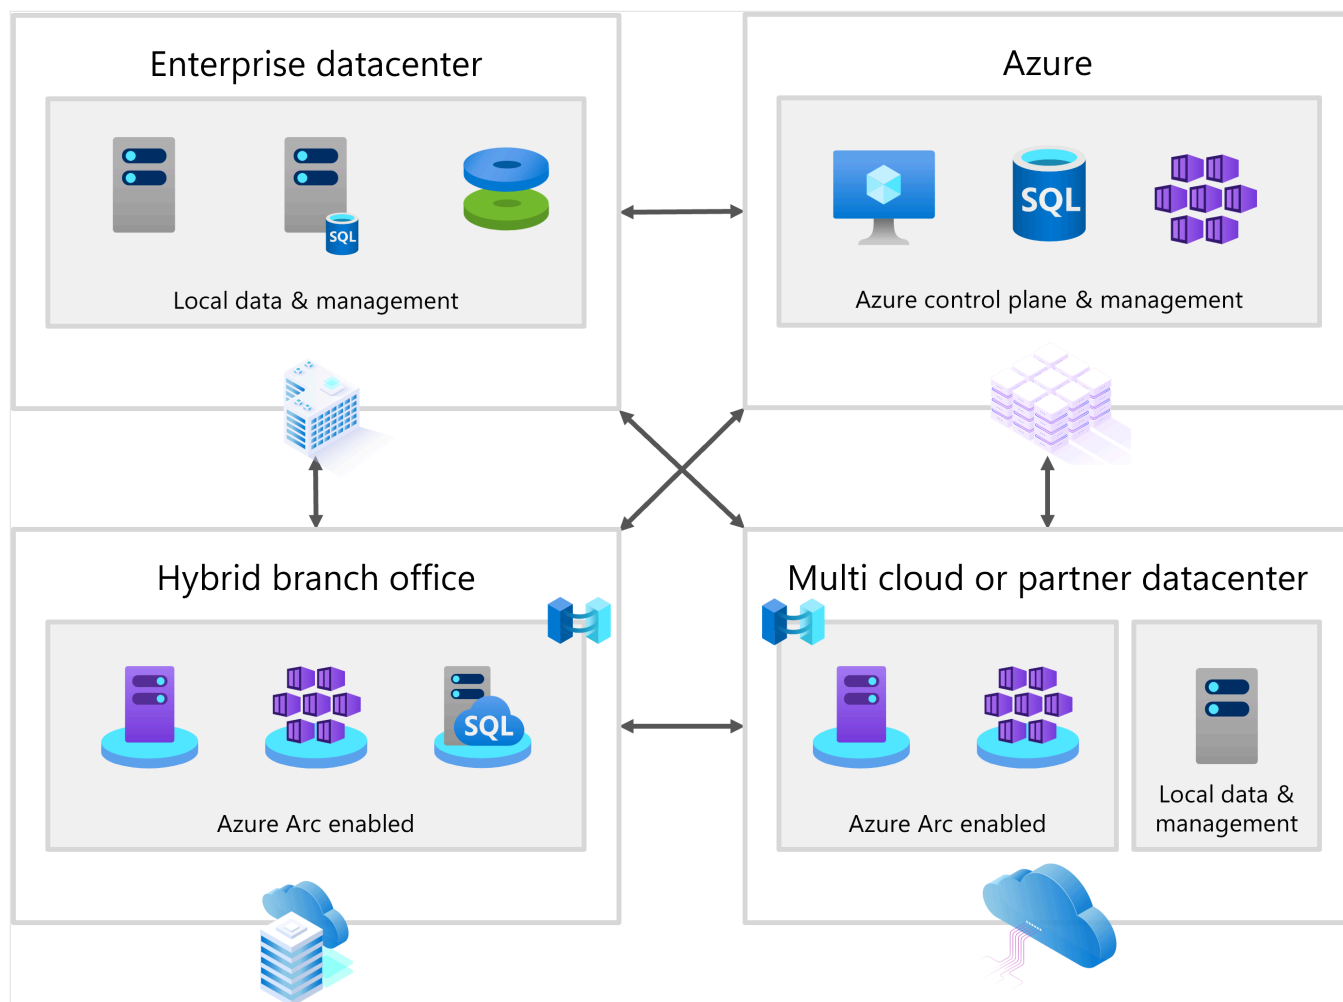 Enterprise datacenter
Azure
SQL
SQL
Local data & management
Azure control plane & management
Hybrid branch office
Multi cloud or partner datacenter
SQL
Azure Arc enabled
Azure Arc enabled
Local data &
management